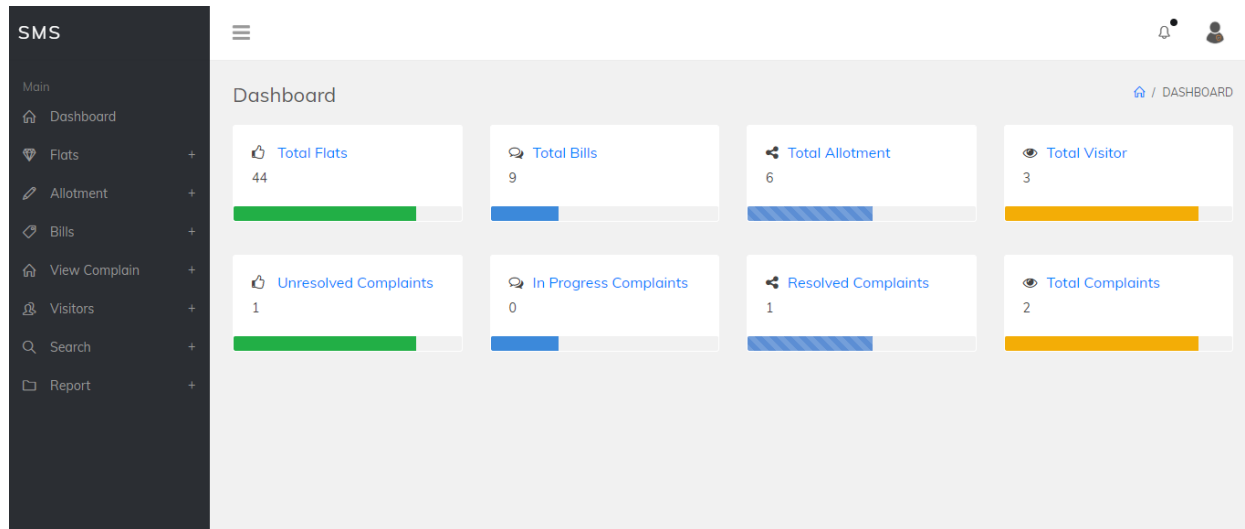 SMS
Main
Dashboard
Flats +
Allotment +
Bills +
View Complain +
Visitors +
Search +
Report +
Dashboard
/ DASHBOARD
Total Flats
44
Total Bills
9
Total Allotment
6
Total Visitor
3
Unresolved Complaints
1
In Progress Complaints
0
Resolved Complaints
1
Total Complaints
2